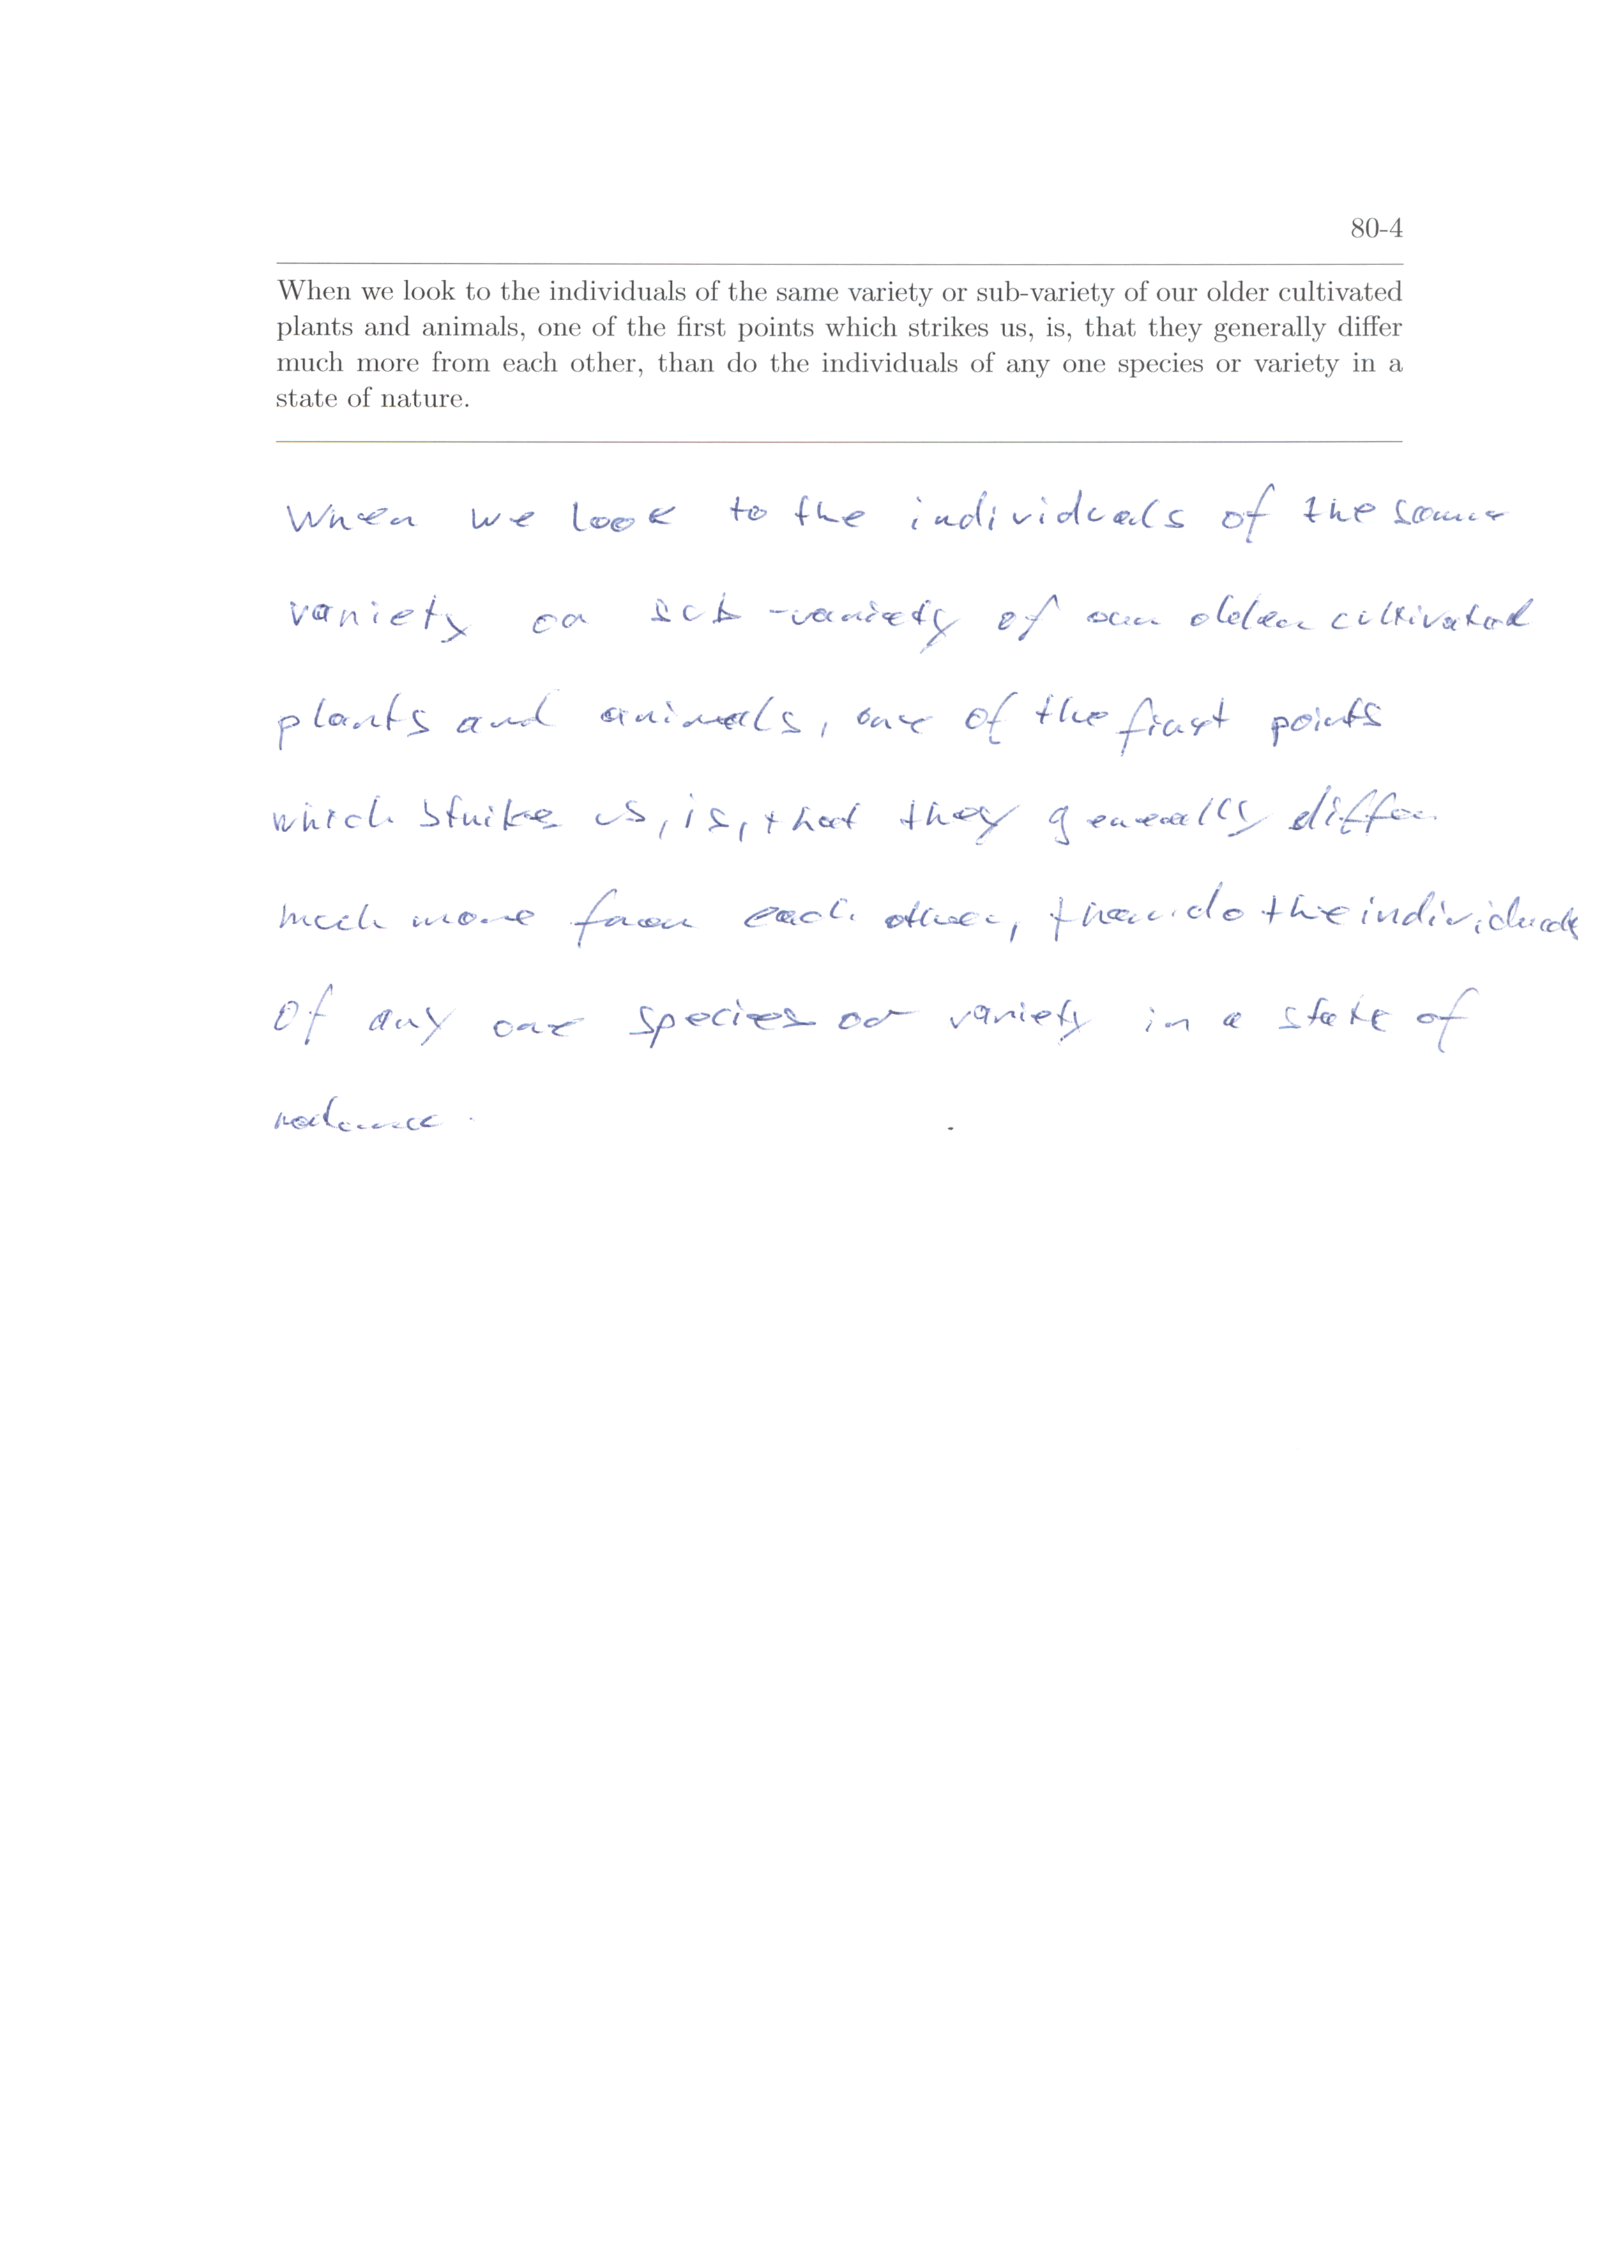 80-4
When we look to the individuals of the same variety or sub-variety of our older cultivated
plants and animals, one of the first points which strikes us, is, that they generally differ
much more from each other, than do the individuals of any one species or variety in a
state of nature.
When we look to the individuals of the same
variety or sub-variety of our older cultivated
plants and animals, one of the first points
which strikes us, is, that they generally differ
much more from each other, than do the individuals
of any one species or variety in a state of
nature.